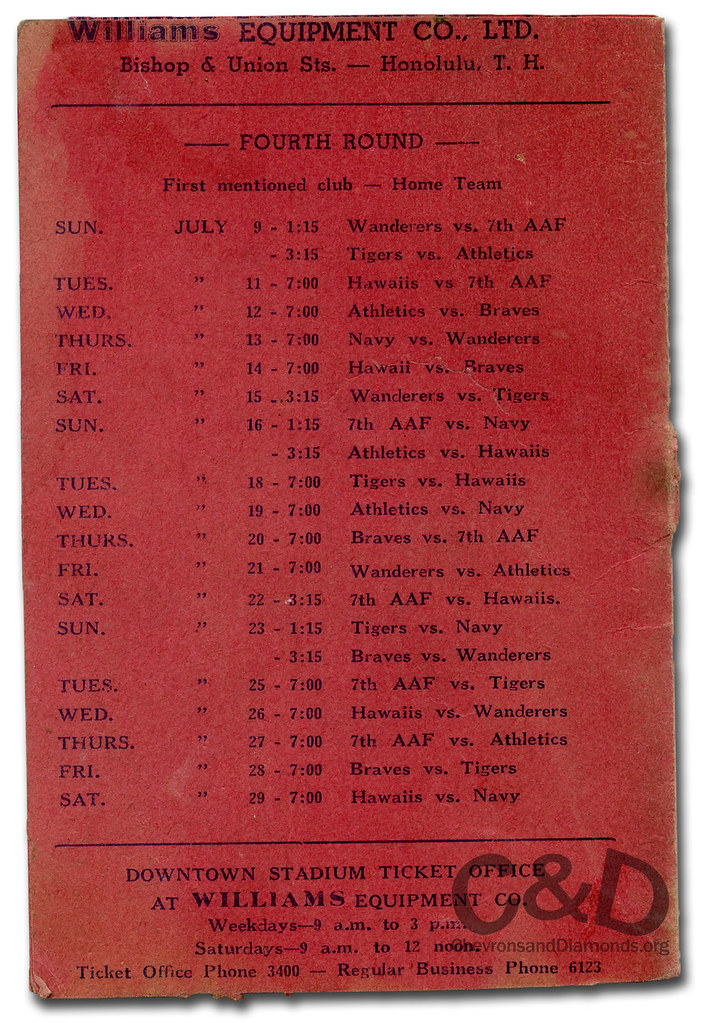 Williams EQUIPMENT CO., LTD.
Bishop & Union Sts. — Honolulu, T. H.
— FOURTH ROUND —
First mentioned club — Home Team
SUN. JULY 9 - 1:15 Wanderers vs. 7th AAF
- 3:15 Tigers vs. Athletics
TUES. " 11 - 7:00 Hawaiis vs 7th AAF
WED. " 12 - 7:00 Athletics vs. Braves
THURS. " 13 - 7:00 Navy vs. Wanderers
FRI. " 14 - 7:00 Hawaii vs. Braves
SAT. " 15 - 3:15 Wanderers vs. Tigers
SUN. " 16 - 1:15 7th AAF vs. Navy
- 3:15 Athletics vs. Hawaiis
TUES. " 18 - 7:00 Tigers vs. Hawaiis
WED. " 19 - 7:00 Athletics vs. Navy
THURS. " 20 - 7:00 Braves vs. 7th AAF
FRI. " 21 - 7:00 Wanderers vs. Athletics
SAT. " 22 - 3:15 7th AAF vs. Hawaiis.
SUN. " 23 - 1:15 Tigers vs. Navy
- 3:15 Braves vs. Wanderers
TUES. " 25 - 7:00 7th AAF vs. Tigers
WED. " 26 - 7:00 Hawaiis vs. Wanderers
THURS. " 27 - 7:00 7th AAF vs. Athletics
FRI. " 28 - 7:00 Braves vs. Tigers
SAT. " 29 - 7:00 Hawaiis vs. Navy
DOWNTOWN STADIUM TICKET OFFICE
AT WILLIAMS EQUIPMENT CO.
Weekdays—9 a.m. to 3 p.m.
Saturdays—9 a.m. to 12 noon.
Ticket Office Phone 3400 — Regular Business Phone 6123
C&D
ChevronsandDiamonds.org